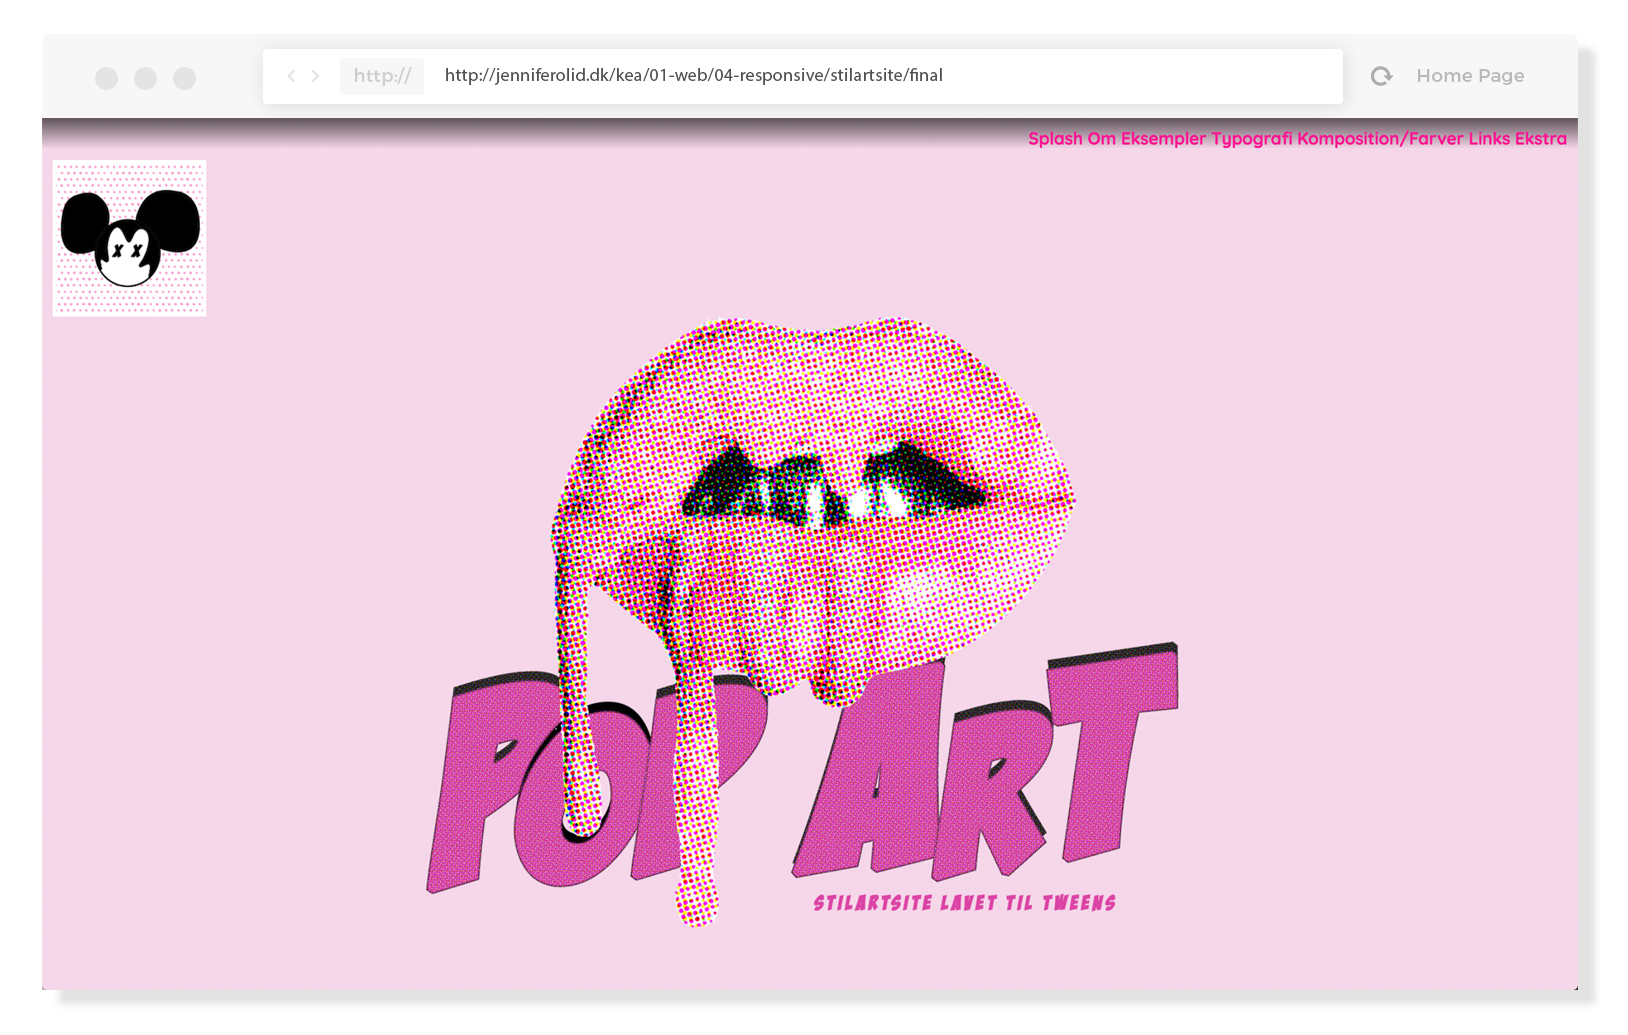 http:// http://jenniferolid.dk/kea/01-web/04-responsive/stilartsite/final Home Page
Splash Om Eksempler Typografi Komposition/Farver Links Ekstra
POP ART
STILARTSITE LAVET TIL TWEENS